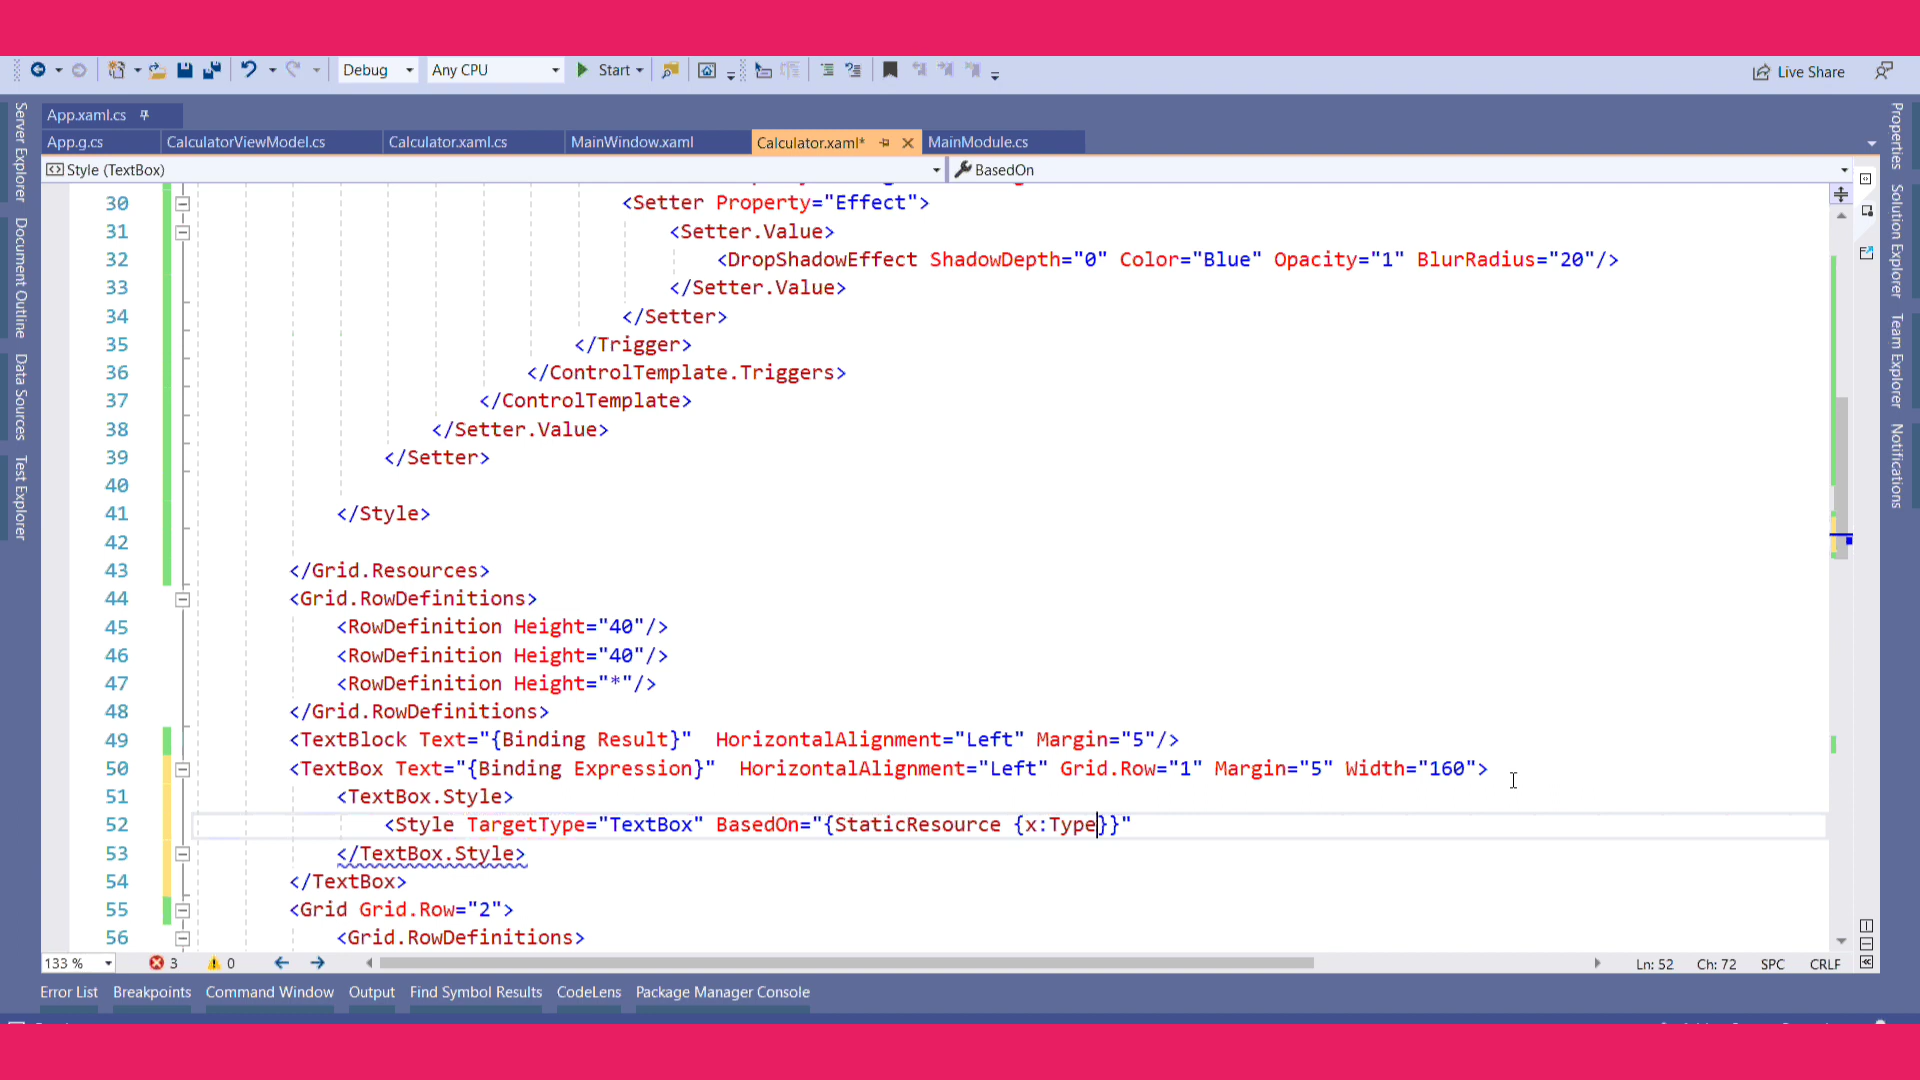 Debug Any CPU Start Live Share
App.xaml.cs
App.g.cs CalculatorViewModel.cs Calculator.xaml.cs MainWindow.xaml Calculator.xaml* MainModule.cs
Style (TextBox) BasedOn
Server Explorer
Document Outline
Data Sources
Test Explorer
30 <Setter Property="Effect">
31 <Setter.Value>
32 <DropShadowEffect ShadowDepth="0" Color="Blue" Opacity="1" BlurRadius="20"/>
33 </Setter.Value>
34 </Setter>
35 </Trigger>
36 </ControlTemplate.Triggers>
37 </ControlTemplate>
38 </Setter.Value>
39 </Setter>
40
41 </Style>
42
43 </Grid.Resources>
44 <Grid.RowDefinitions>
45 <RowDefinition Height="40"/>
46 <RowDefinition Height="40"/>
47 <RowDefinition Height="*"/>
48 </Grid.RowDefinitions>
49 <TextBlock Text="{Binding Result}" HorizontalAlignment="Left" Margin="5"/>
50 <TextBox Text="{Binding Expression}" HorizontalAlignment="Left" Grid.Row="1" Margin="5" Width="160">
51 <TextBox.Style>
52 <Style TargetType="TextBox" BasedOn="{StaticResource {x:Type}}"
53 </TextBox.Style>
54 </TextBox>
55 <Grid Grid.Row="2">
56 <Grid.RowDefinitions>
Properties
Solution Explorer
Team Explorer
Notifications
133 % 3 0 Ln: 52 Ch: 72 SPC CRLF
Error List Breakpoints Command Window Output Find Symbol Results CodeLens Package Manager Console